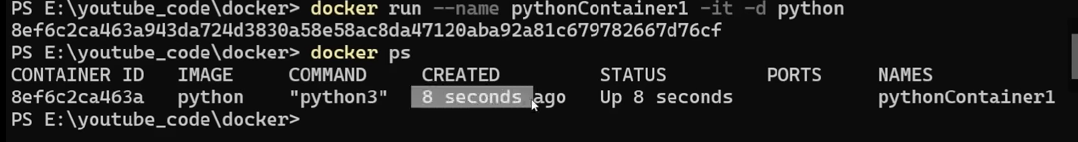 PS E:\youtube_code\docker> docker run --name pythonContainer1 -it -d python
8ef6c2ca463a943da724d3830a58e58ac8da47120aba92a81c679782667d76cf
PS E:\youtube_code\docker> docker ps
CONTAINER ID   IMAGE     COMMAND     CREATED         STATUS         PORTS     NAMES
8ef6c2ca463a   python    "python3"   8 seconds ago   Up 8 seconds             pythonContainer1
PS E:\youtube_code\docker>